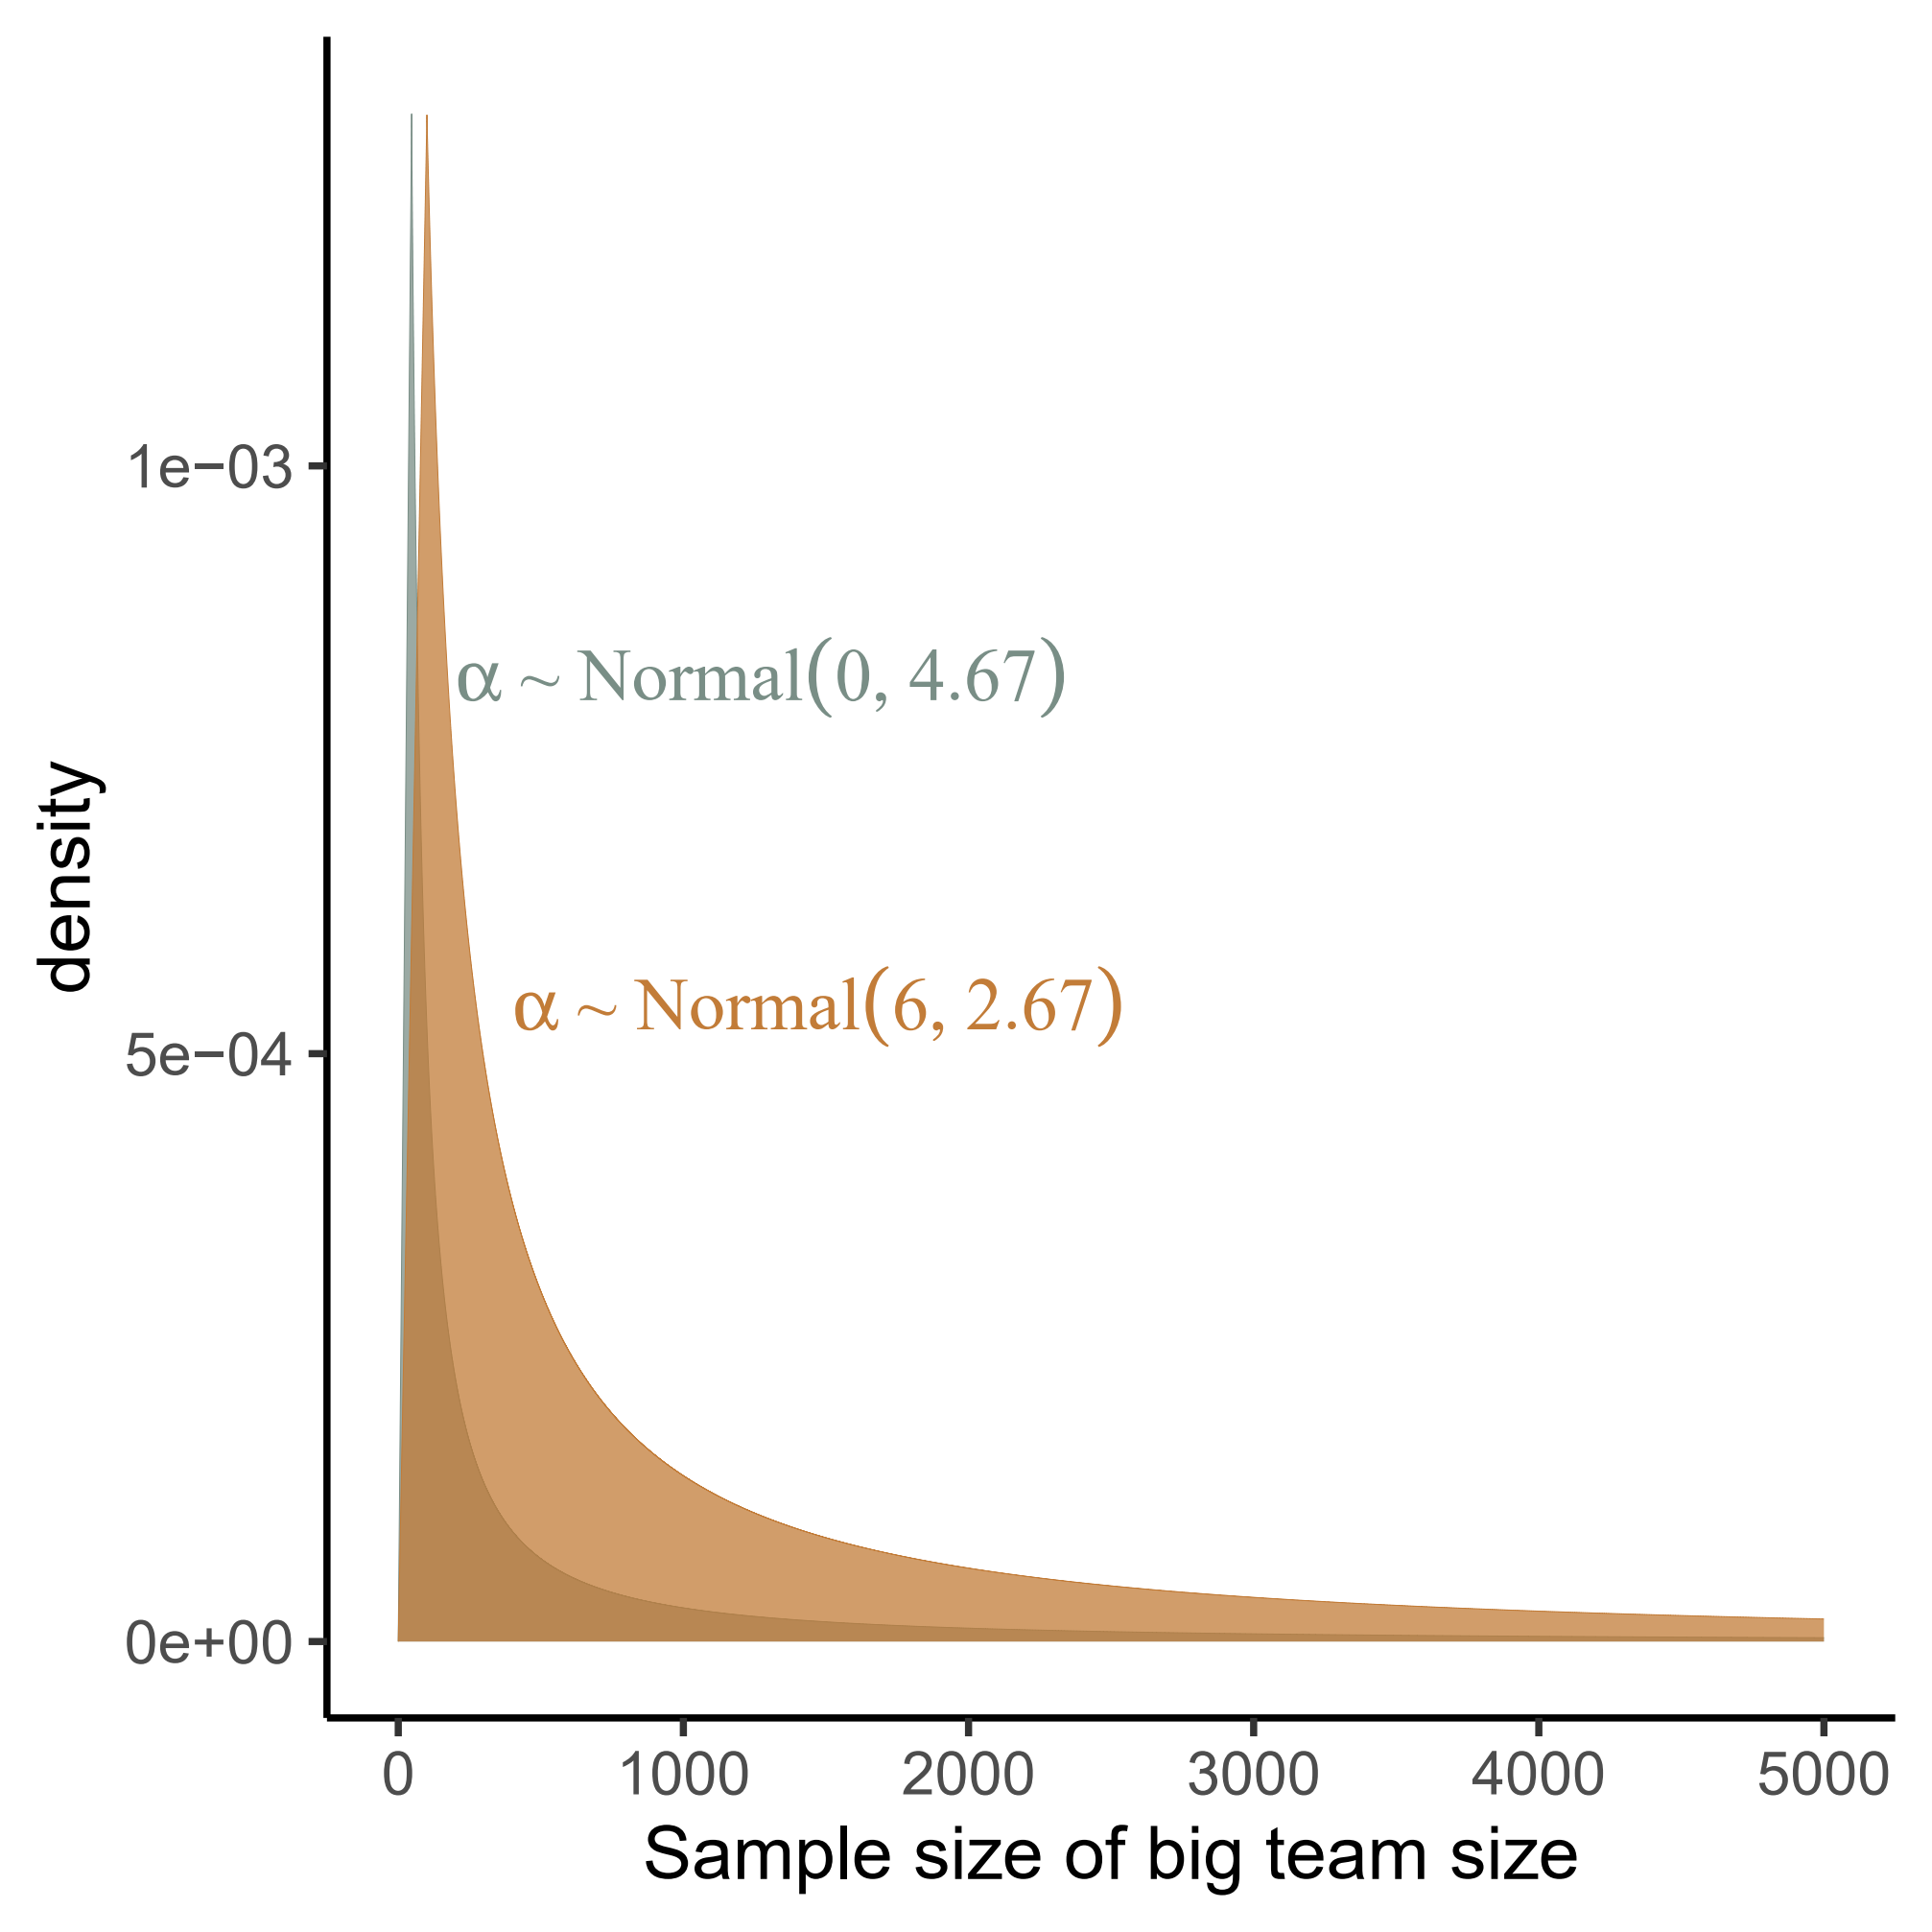 1e−03
5e−04
0e+00
density
α ~ Normal(0, 4.67)
α ~ Normal(6, 2.67)
0 1000 2000 3000 4000 5000
Sample size of big team size